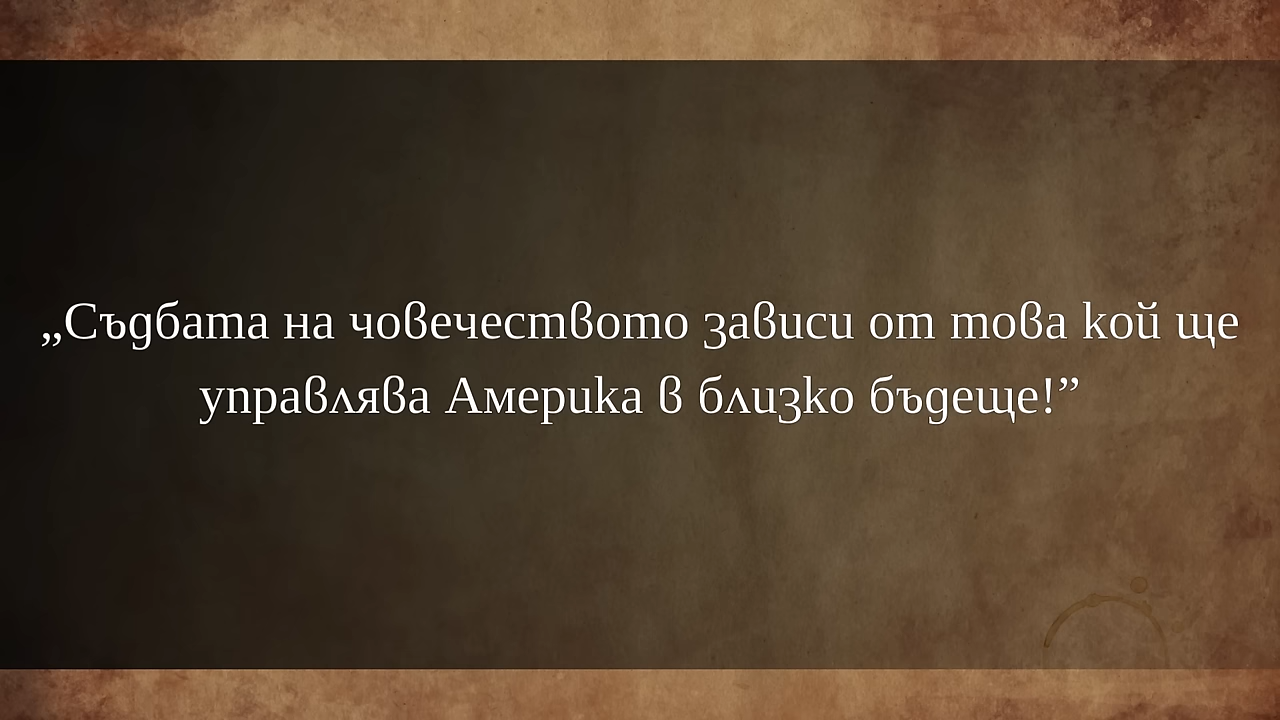 „Съдбата на човечеството зависи от това кой ще
управлява Америка в близко бъдеще!”